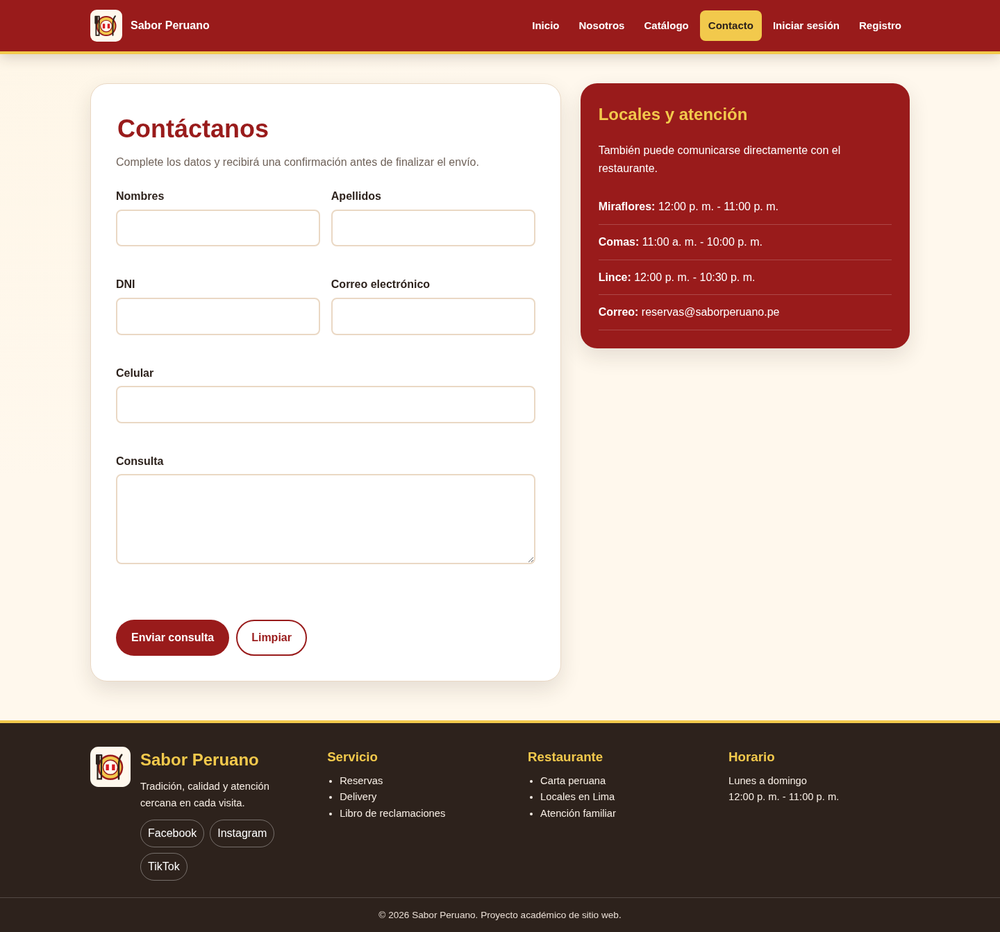 Sabor Peruano
Inicio
Nosotros
Catálogo
Contacto
Iniciar sesión
Registro
Contáctanos
Complete los datos y recibirá una confirmación antes de finalizar el envío.
Nombres
Apellidos
DNI
Correo electrónico
Celular
Consulta
Enviar consulta
Limpiar
Locales y atención
También puede comunicarse directamente con el
restaurante.
Miraflores: 12:00 p. m. - 11:00 p. m.
Comas: 11:00 a. m. - 10:00 p. m.
Lince: 12:00 p. m. - 10:30 p. m.
Correo: reservas@saborperuano.pe
Sabor Peruano
Tradición, calidad y atención
cercana en cada visita.
Facebook
Instagram
TikTok
Servicio
Reservas
Delivery
Libro de reclamaciones
Restaurante
Carta peruana
Locales en Lima
Atención familiar
Horario
Lunes a domingo
12:00 p. m. - 11:00 p. m.
© 2026 Sabor Peruano. Proyecto académico de sitio web.